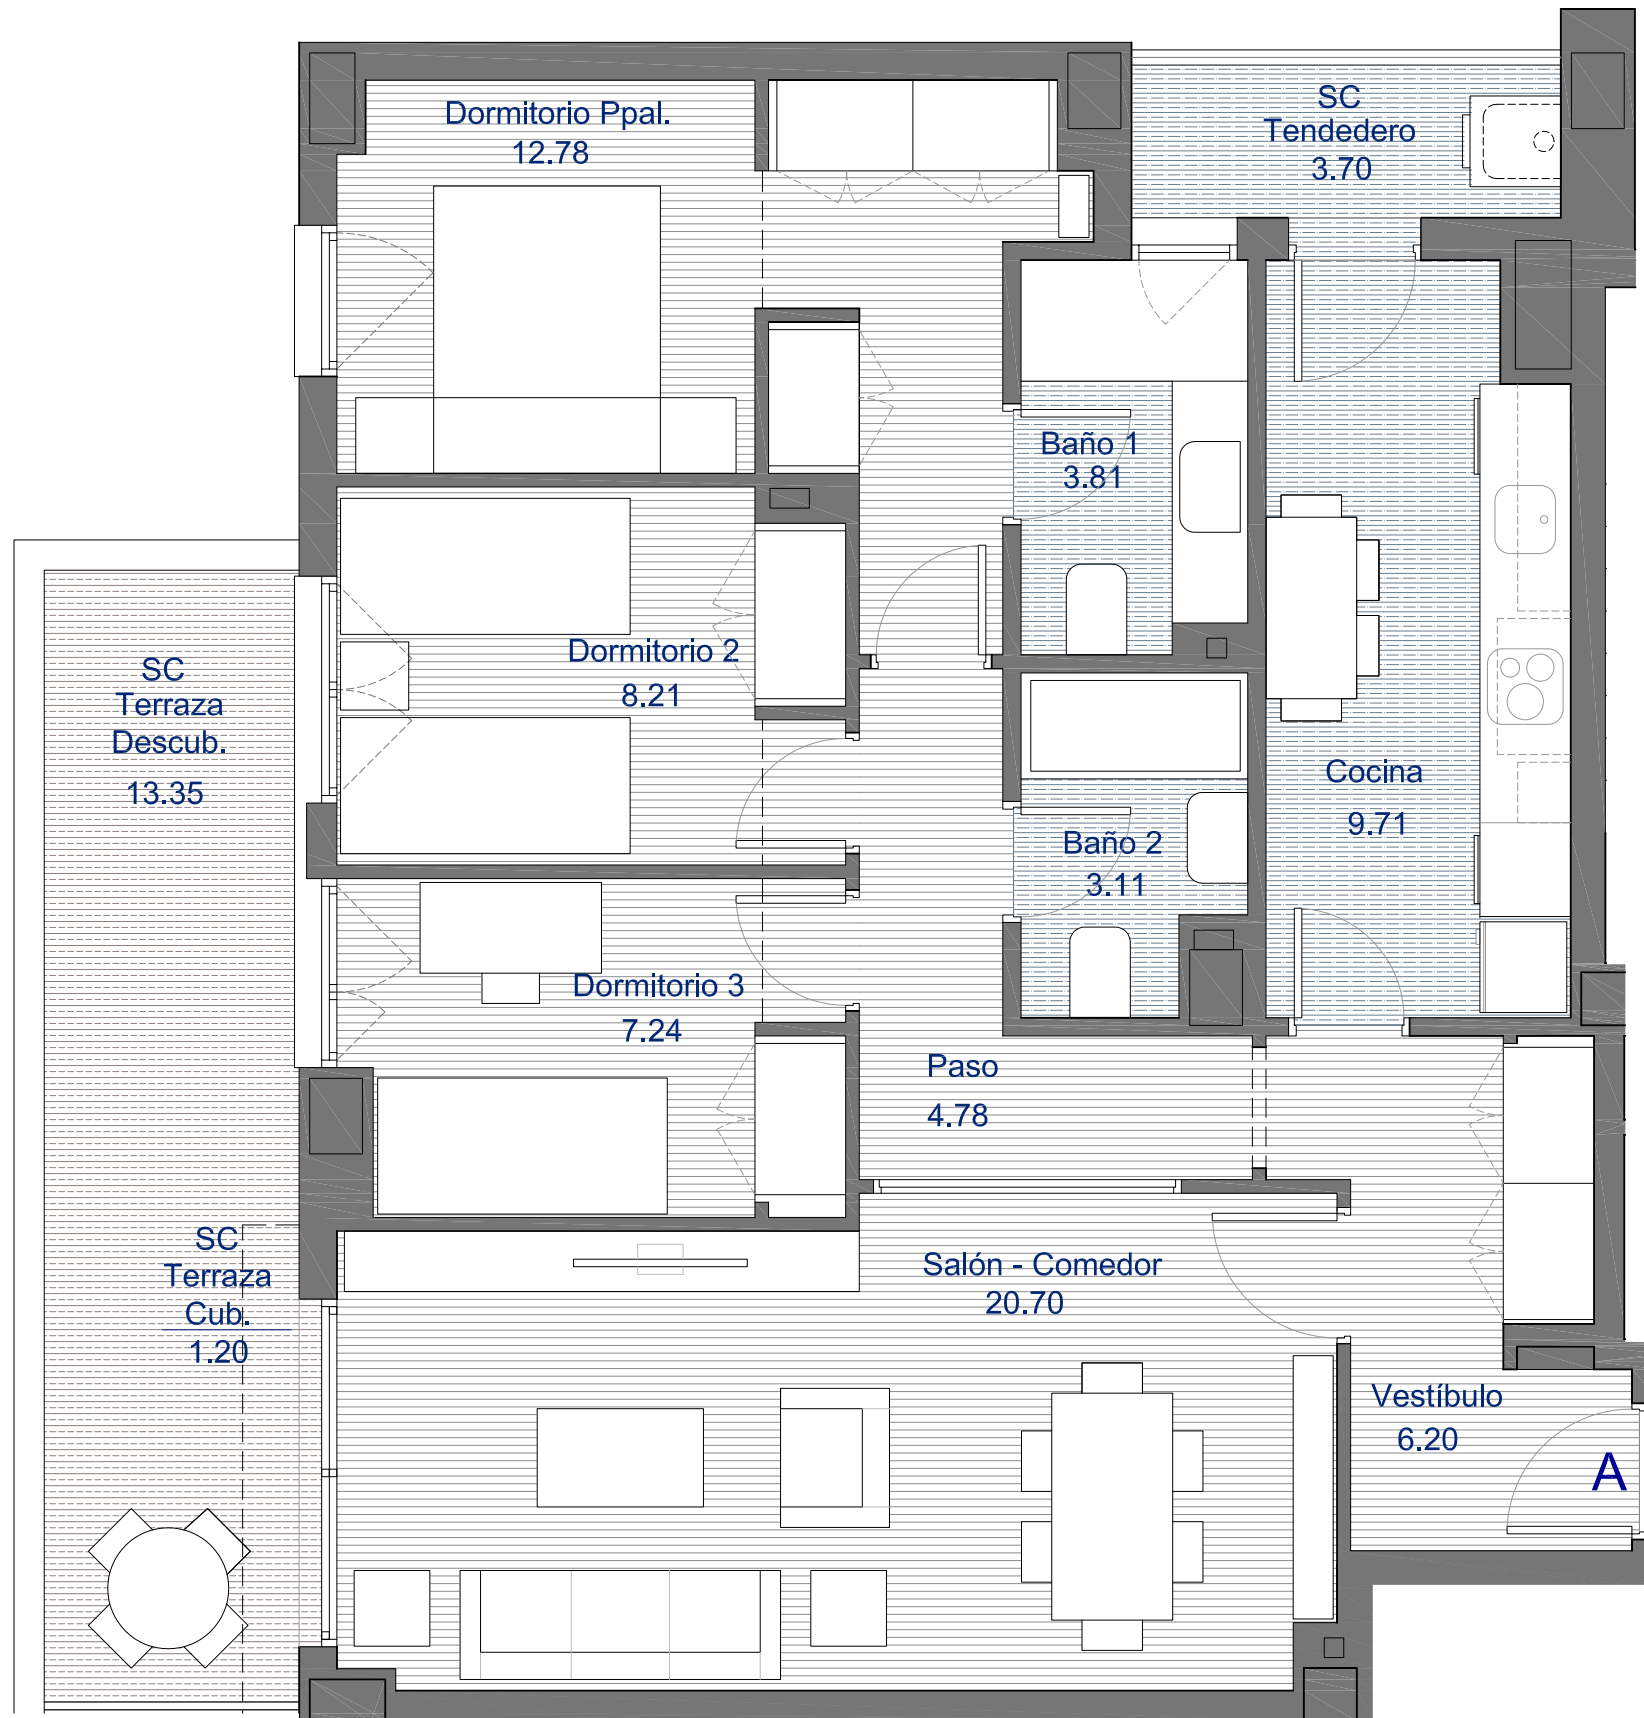 Dormitorio Ppal.
12.78
SC
Tendedero
3.70
Baño 1
3.81
Dormitorio 2
8.21
SC
Terraza
Descub.
13.35
Cocina
9.71
Baño 2
3.11
Dormitorio 3
7.24
Paso
4.78
SC
Terraza
Cub.
1.20
Salón - Comedor
20.70
Vestíbulo
6.20
A